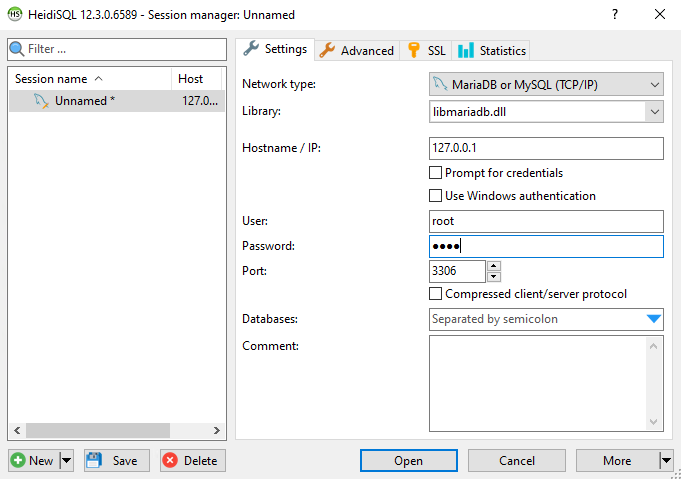 HS HeidiSQL 12.3.0.6589 - Session manager: Unnamed ?
Filter ...
Session name Host
Unnamed * 127.0...
New Save Delete
Settings Advanced SSL Statistics
Network type: MariaDB or MySQL (TCP/IP)
Library: libmariadb.dll
Hostname / IP: 127.0.0.1
Prompt for credentials
Use Windows authentication
User: root
Password: ●●●●
Port: 3306
Compressed client/server protocol
Databases: Separated by semicolon
Comment:
Open Cancel More